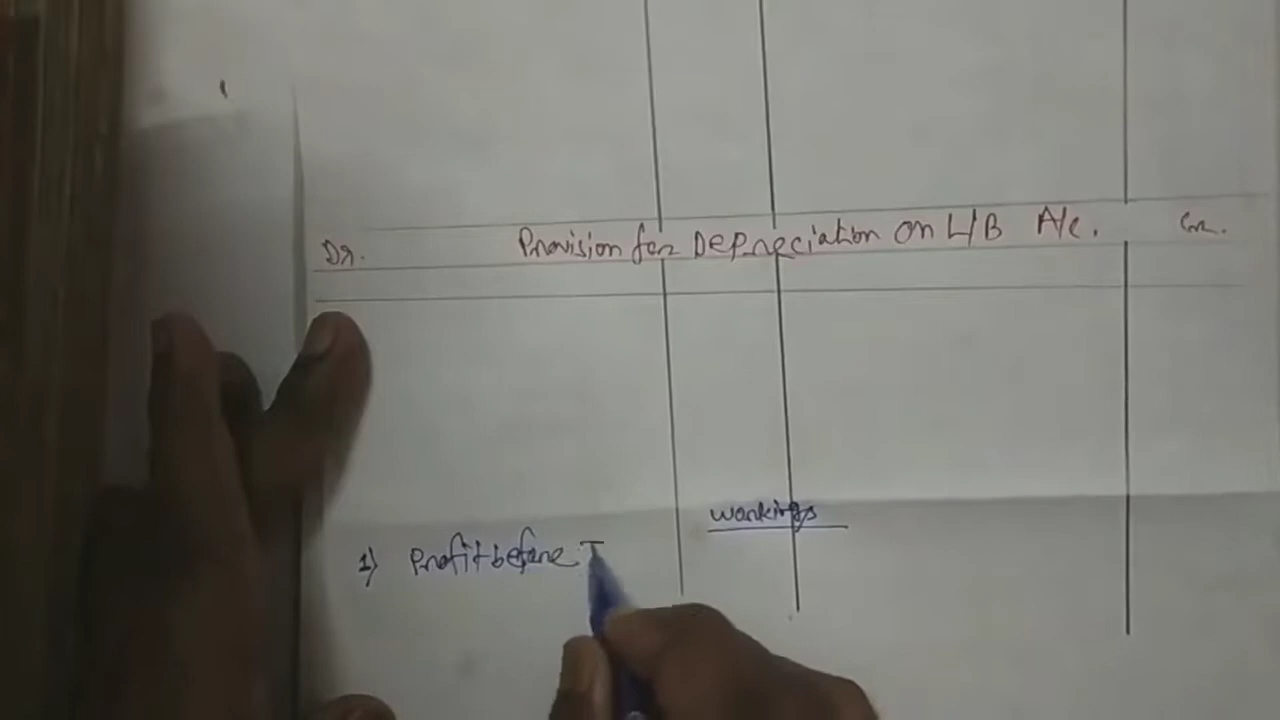 Dr. Provision for Depreciation on L/B A/c. Cr.
Workings
1) Profit before T